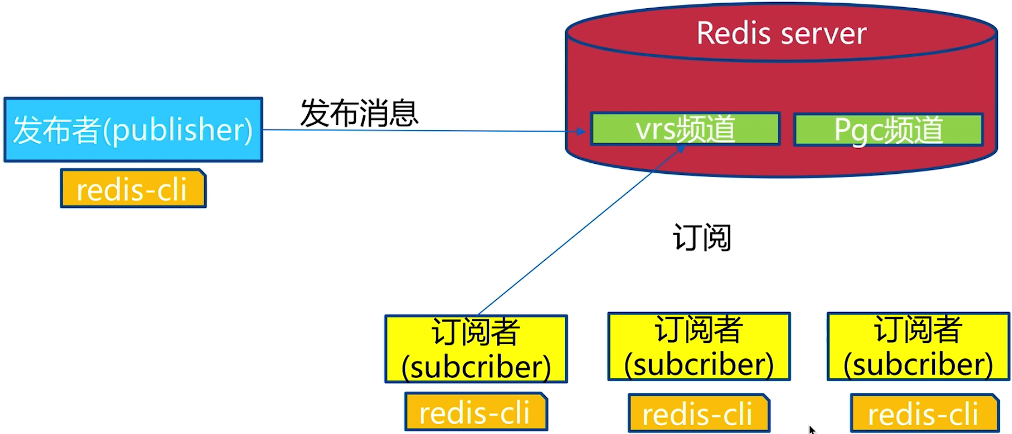 Redis server
发布消息
发布者(publisher)
vrs频道
Pgc频道
redis-cli
订阅
订阅者
(subcriber)
订阅者
(subcriber)
订阅者
(subcriber)
redis-cli
redis-cli
redis-cli